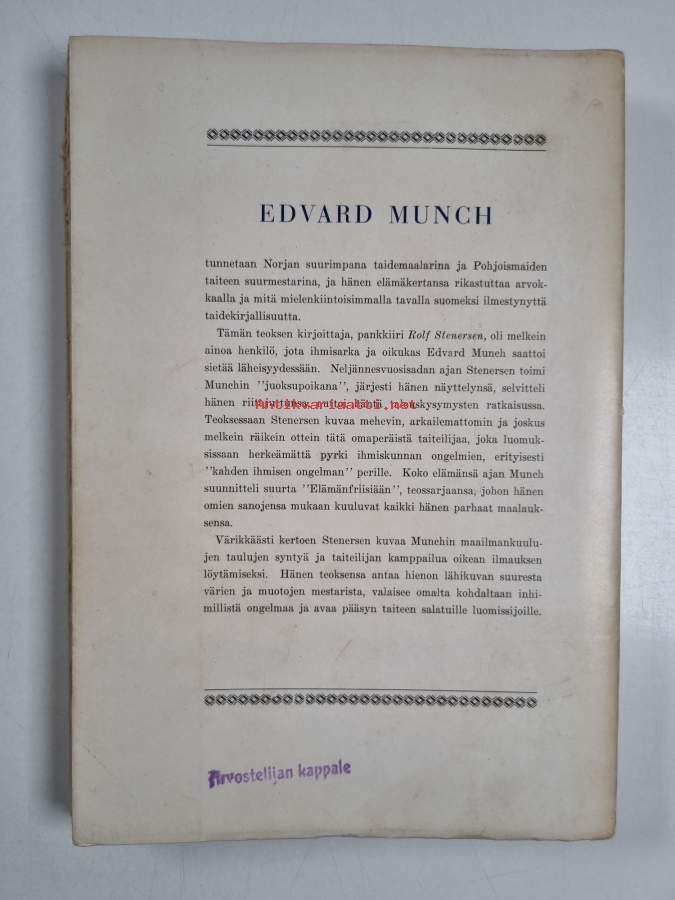 EDVARD MUNCH
tunnetaan Norjan suurimpana taidemaalarina ja Pohjoismaiden
taiteen suurmestarina, ja hänen elämäkertansa rikastuttaa arvok-
kaalla ja mitä mielenkiintoisimmalla tavalla suomeksi ilmestynyttä
taidekirjallisuutta.
Tämän teoksen kirjoittaja, pankkiiri Rolf Stenersen, oli melkein
ainoa henkilö, jota ihmisarka ja oikukas Edvard Munch saattoi
sietää läheisyydessään. Neljännesvuosisadan ajan Stenersen toimi
Munchin "juoksupoikana", järjesti hänen näyttelynsä, selvitteli
hänen talouskysymysten ratkaisussa.
Antikvariaatti.net
Teoksessaan Stenersen kuvaa mehevin, arkailemattomin ja joskus
melkein räikein ottein tätä omaperäistä taiteilijaa, joka luomuk-
sissaan herkeämättä pyrki ihmiskunnan ongelmien, erityisesti
"kahden ihmisen ongelman" perille. Koko elämänsä ajan Munch
suunnitteli suurta "Elämänfriisiään", teossarjaansa, johon hänen
omien sanojensa mukaan kuuluvat kaikki hänen parhaat maalauk-
sensa.
Värikkäästi kertoen Stenersen kuvaa Munchin maailmankuulu-
jen taulujen syntyä ja taiteilijan kamppailua oikean ilmauksen
löytämiseksi. Hänen teoksensa antaa hienon lähikuvan suuresta
värien ja muotojen mestarista, valaisee omalta kohdaltaan inhi-
millistä ongelmaa ja avaa pääsyn taiteen salatuille luomissijoille.
Arvostelijan kappale